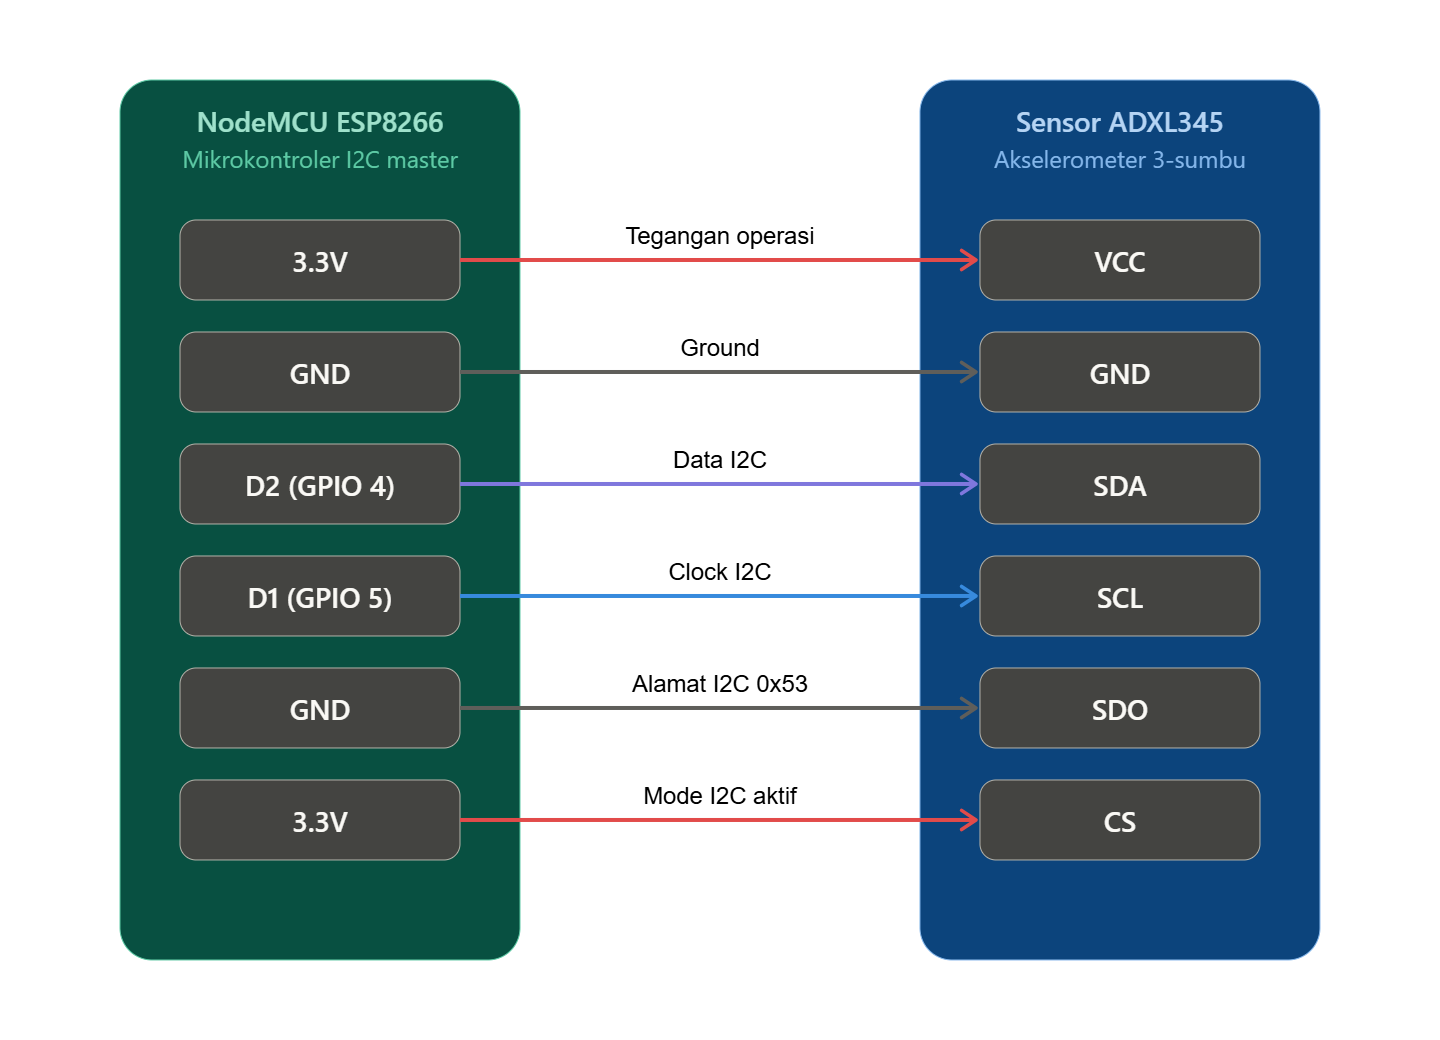 NodeMCU ESP8266
Mikrokontroler I2C master
Sensor ADXL345
Akselerometer 3-sumbu
3.3V
Tegangan operasi
VCC
GND
Ground
GND
D2 (GPIO 4)
Data I2C
SDA
D1 (GPIO 5)
Clock I2C
SCL
GND
Alamat I2C 0x53
SDO
3.3V
Mode I2C aktif
CS